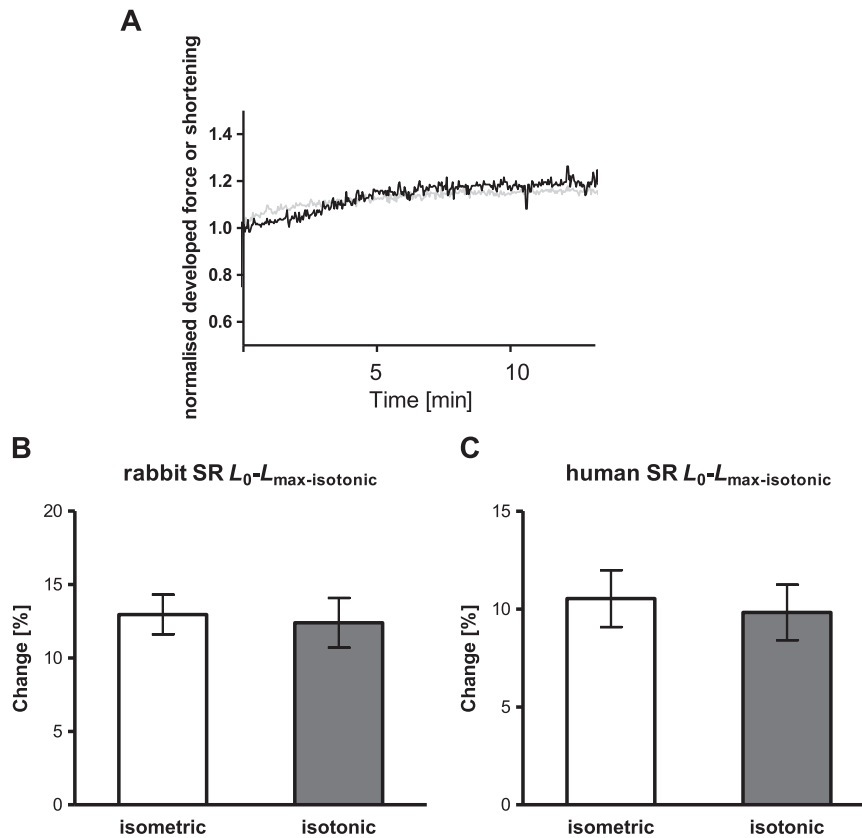 A
normalised developed force or shortening
1.4
1.2
1.0
0.8
0.6
5 10
Time [min]
B
rabbit SR L0-Lmax-isotonic
Change [%]
20
15
10
5
0
isometric isotonic
C
human SR L0-Lmax-isotonic
Change [%]
15
10
5
0
isometric isotonic